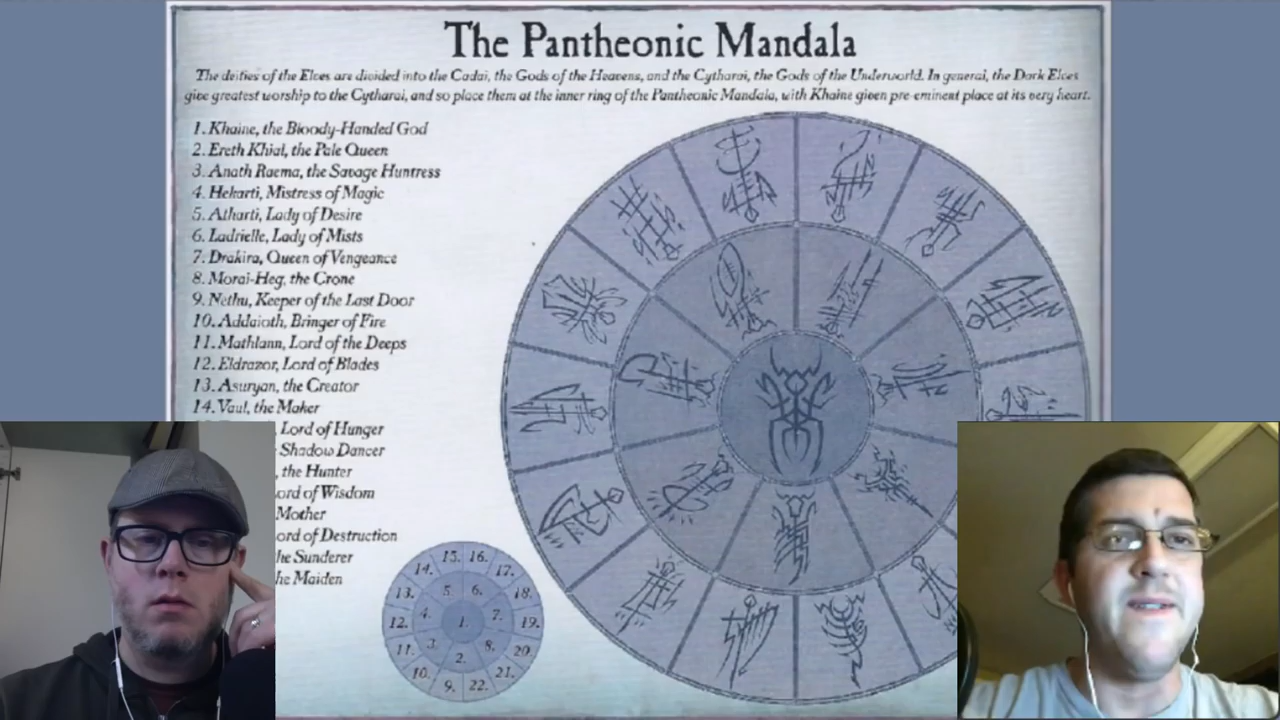 The Pantheonic Mandala
The deities of the Elves are divided into the Cadai, the Gods of the Heavens, and the Cytharai, the Gods of the Underworld. In general, the Dark Elves
give greatest worship to the Cytharai, and so place them at the inner ring of the Pantheonic Mandala, with Khaine given pre-eminent place at its very heart.
1. Khaine, the Bloody-Handed God
2. Ereth Khial, the Pale Queen
3. Anath Raema, the Savage Huntress
4. Hekarti, Mistress of Magic
5. Atharti, Lady of Desire
6. Ladrielle, Lady of Mists
7. Drakira, Queen of Vengeance
8. Morai-Heg, the Crone
9. Nethu, Keeper of the Last Door
10. Addaioth, Bringer of Fire
11. Mathlann, Lord of the Deeps
12. Eldrazor, Lord of Blades
13. Asuryan, the Creator
14. Vaul, the Maker
, Lord of Hunger
Shadow Dancer
, the Hunter
ord of Wisdom
Mother
ord of Destruction
he Sunderer
he Maiden
15. 16.
14. 17.
13. 5. 6. 18.
12. 4. 1. 7. 19.
11. 3. 8. 20.
2.
10. 21.
9. 22.